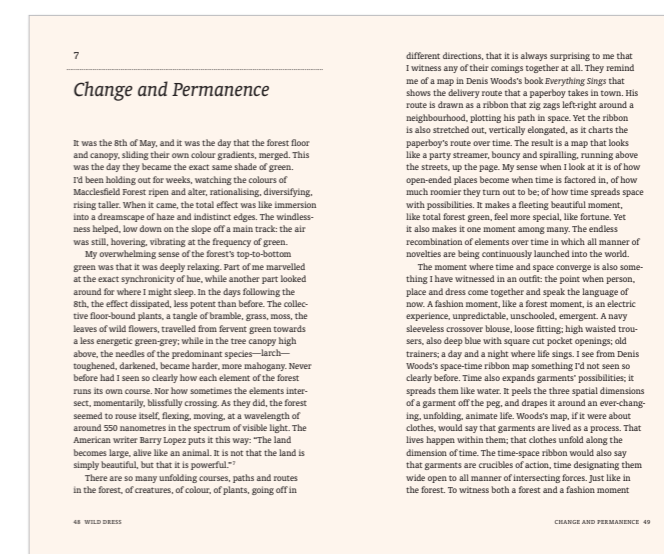 7
Change and Permanence
It was the 8th of May, and it was the day that the forest floor
and canopy, sliding their own colour gradients, merged. This
was the day they became the exact same shade of green.
I’d been holding out for weeks, watching the colours of
Macclesfield Forest ripen and alter, rationalising, diversifying,
rising taller. When it came, the total effect was like immersion
into a dreamscape of haze and indistinct edges. The windless-
ness helped, low down on the slope off a main track: the air
was still, hovering, vibrating at the frequency of green.
My overwhelming sense of the forest’s top-to-bottom
green was that it was deeply relaxing. Part of me marvelled
at the exact synchronicity of hue, while another part looked
around for where I might sleep. In the days following the
8th, the effect dissipated, less potent than before. The collec-
tive floor-bound plants, a tangle of bramble, grass, moss, the
leaves of wild flowers, travelled from fervent green towards
a less energetic green-grey; while in the tree canopy high
above, the needles of the predominant species—larch—
toughened, darkened, became harder, more mahogany. Never
before had I seen so clearly how each element of the forest
runs its own course. Nor how sometimes the elements inter-
sect, momentarily, blissfully crossing. As they did, the forest
seemed to rouse itself, flexing, moving, at a wavelength of
around 550 nanometres in the spectrum of visible light. The
American writer Barry Lopez puts it this way: “The land
becomes large, alive like an animal. It is not that the land is
simply beautiful, but that it is powerful.”⁷
There are so many unfolding courses, paths and routes
in the forest, of creatures, of colour, of plants, going off in
48 WILD DRESS
different directions, that it is always surprising to me that
I witness any of their comings together at all. They remind
me of a map in Denis Woods’s book Everything Sings that
shows the delivery route that a paperboy takes in town. His
route is drawn as a ribbon that zig zags left-right around a
neighbourhood, plotting his path in space. Yet the ribbon
is also stretched out, vertically elongated, as it charts the
paperboy’s route over time. The result is a map that looks
like a party streamer, bouncy and spiralling, running above
the streets, up the page. My sense when I look at it is of how
open-ended places become when time is factored in, of how
much roomier they turn out to be; of how time spreads space
with possibilities. It makes a fleeting beautiful moment,
like total forest green, feel more special, like fortune. Yet
it also makes it one moment among many. The endless
recombination of elements over time in which all manner of
novelties are being continuously launched into the world.
The moment where time and space converge is also some-
thing I have witnessed in an outfit: the point when person,
place and dress come together and speak the language of
now. A fashion moment, like a forest moment, is an electric
experience, unpredictable, unschooled, emergent. A navy
sleeveless crossover blouse, loose fitting; high waisted trou-
sers, also deep blue with square cut pocket openings; old
trainers; a day and a night where life sings. I see from Denis
Woods’s space-time ribbon map something I’d not seen so
clearly before. Time also expands garments’ possibilities; it
spreads them like water. It peels the three spatial dimensions
of a garment off the peg, and drapes it around an ever-chang-
ing, unfolding, animate life. Woods’s map, if it were about
clothes, would say that garments are lived as a process. That
lives happen within them; that clothes unfold along the
dimension of time. The time-space ribbon would also say
that garments are crucibles of action, time designating them
wide open to all manner of intersecting forces. Just like in
the forest. To witness both a forest and a fashion moment
CHANGE AND PERMANENCE 49